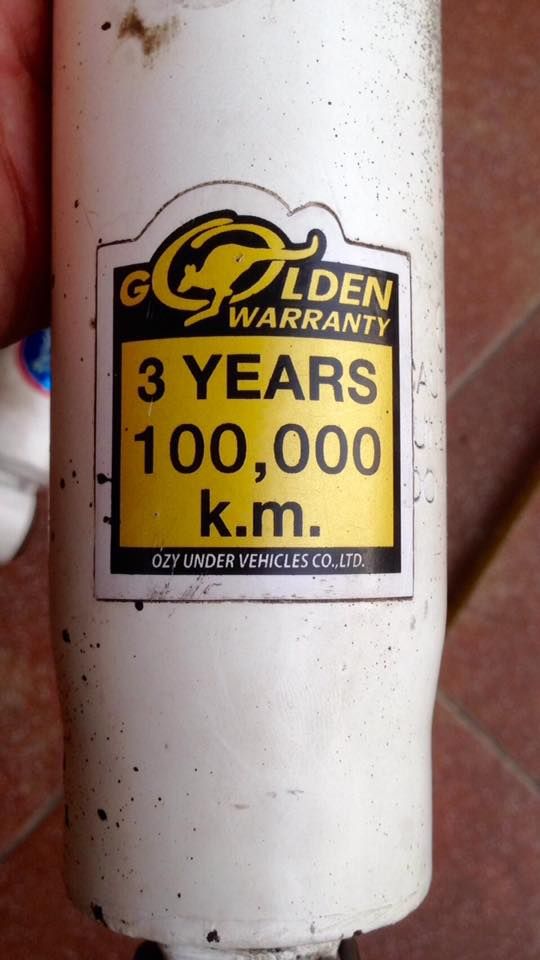 GOLDEN
WARRANTY
3 YEARS
100,000
k.m.
OZY UNDER VEHICLES CO.,LTD.